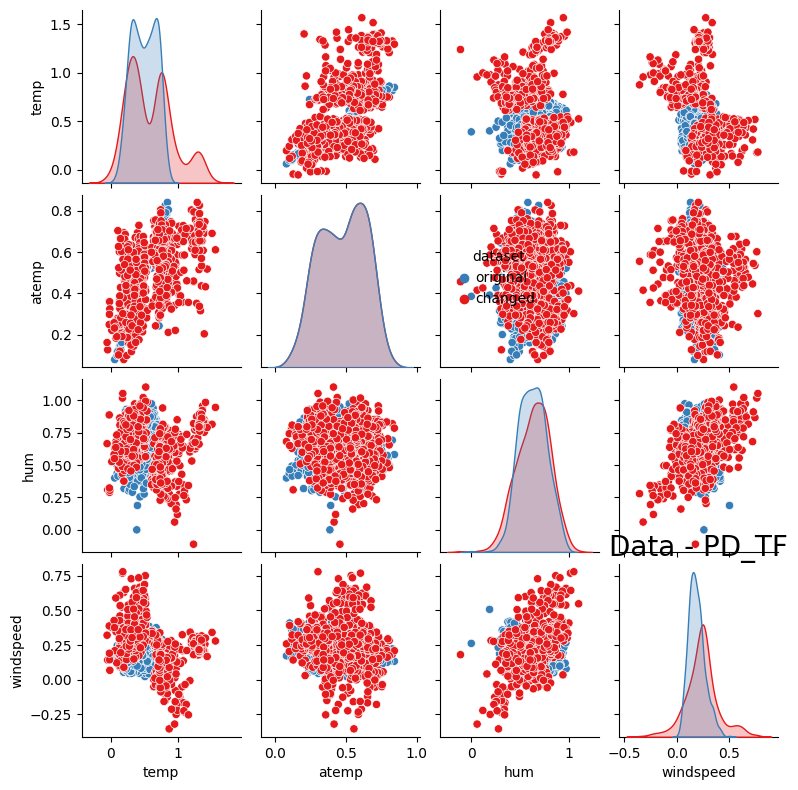 temp
1.5
1.0
0.5
0.0
atemp
0.8
0.6
0.4
0.2
dataset
original
changed
hum
1.00
0.75
0.50
0.25
0.00
Data - PD_TF
windspeed
0.75
0.50
0.25
0.00
−0.25
0 1 0.0 0.5 1.0 0 1 −0.5 0.0 0.5
temp atemp hum windspeed